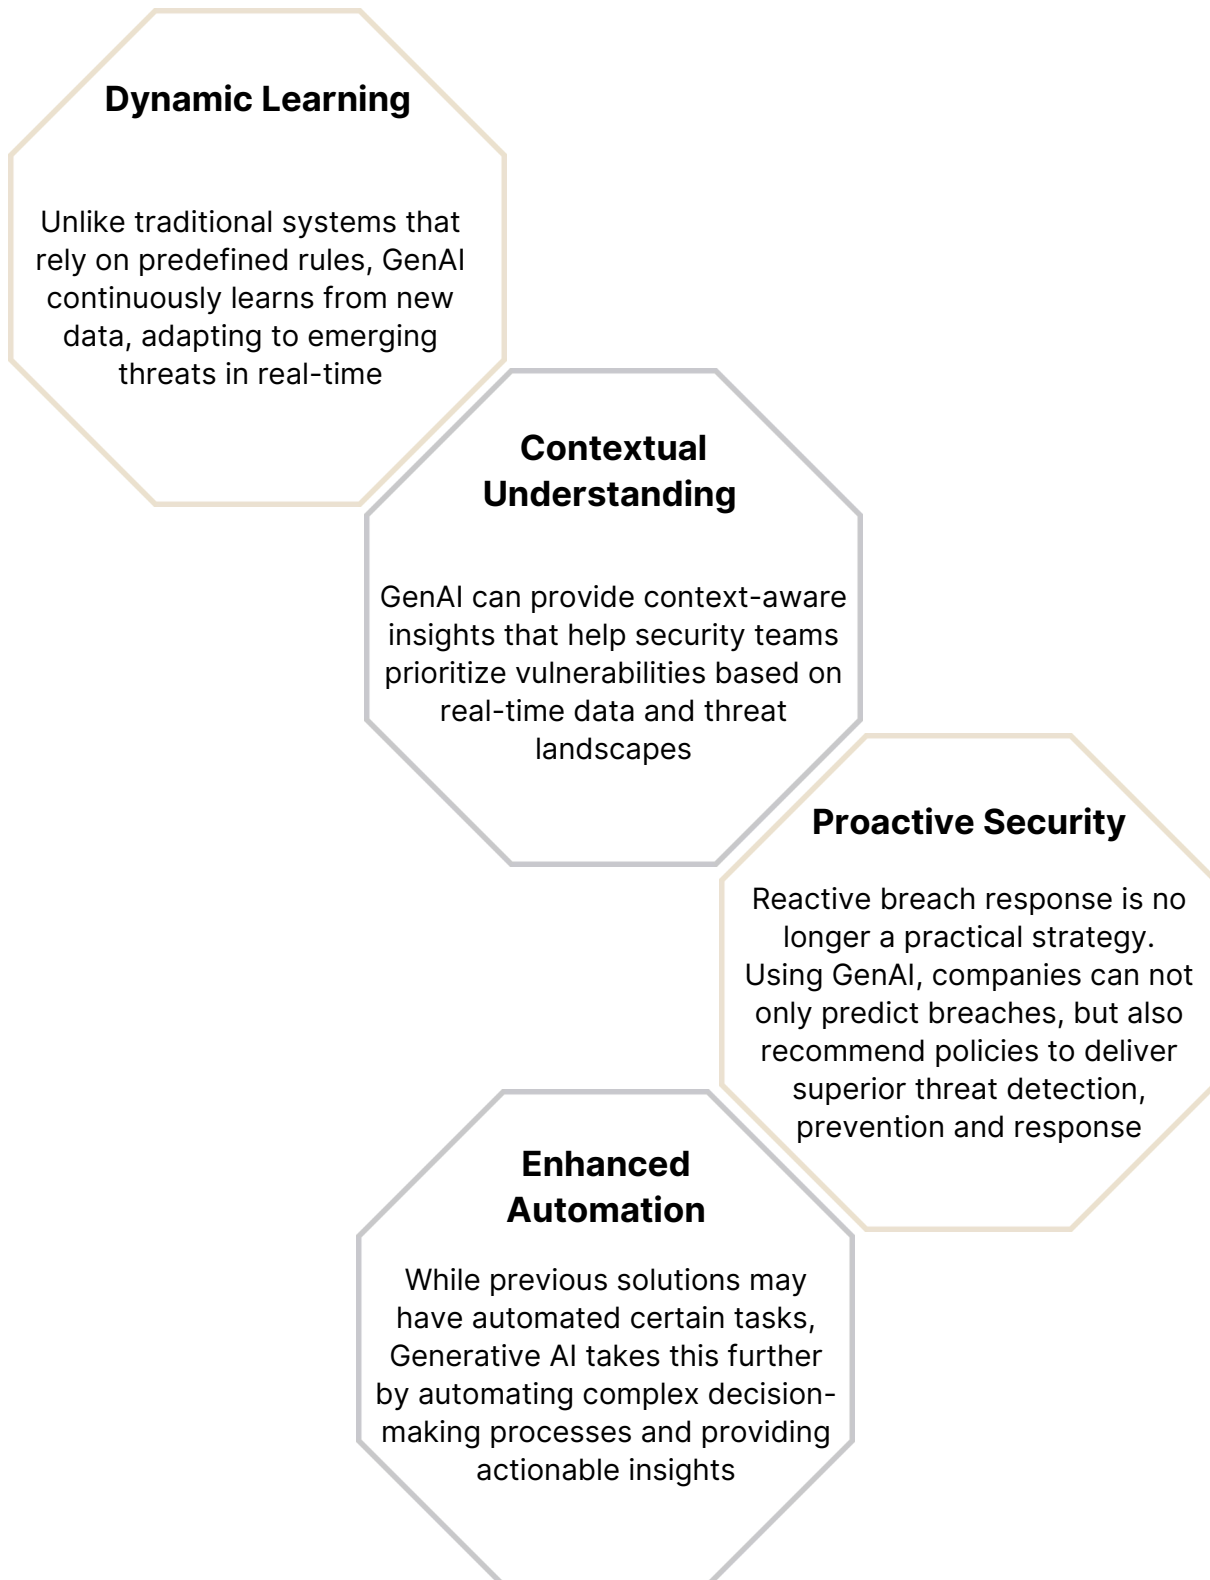 Dynamic Learning
Unlike traditional systems that
rely on predefined rules, GenAI
continuously learns from new
data, adapting to emerging
threats in real-time
Contextual
Understanding
GenAI can provide context-aware
insights that help security teams
prioritize vulnerabilities based on
real-time data and threat
landscapes
Proactive Security
Reactive breach response is no
longer a practical strategy.
Using GenAI, companies can not
only predict breaches, but also
recommend policies to deliver
superior threat detection,
prevention and response
Enhanced
Automation
While previous solutions may
have automated certain tasks,
Generative AI takes this further
by automating complex decision-
making processes and providing
actionable insights